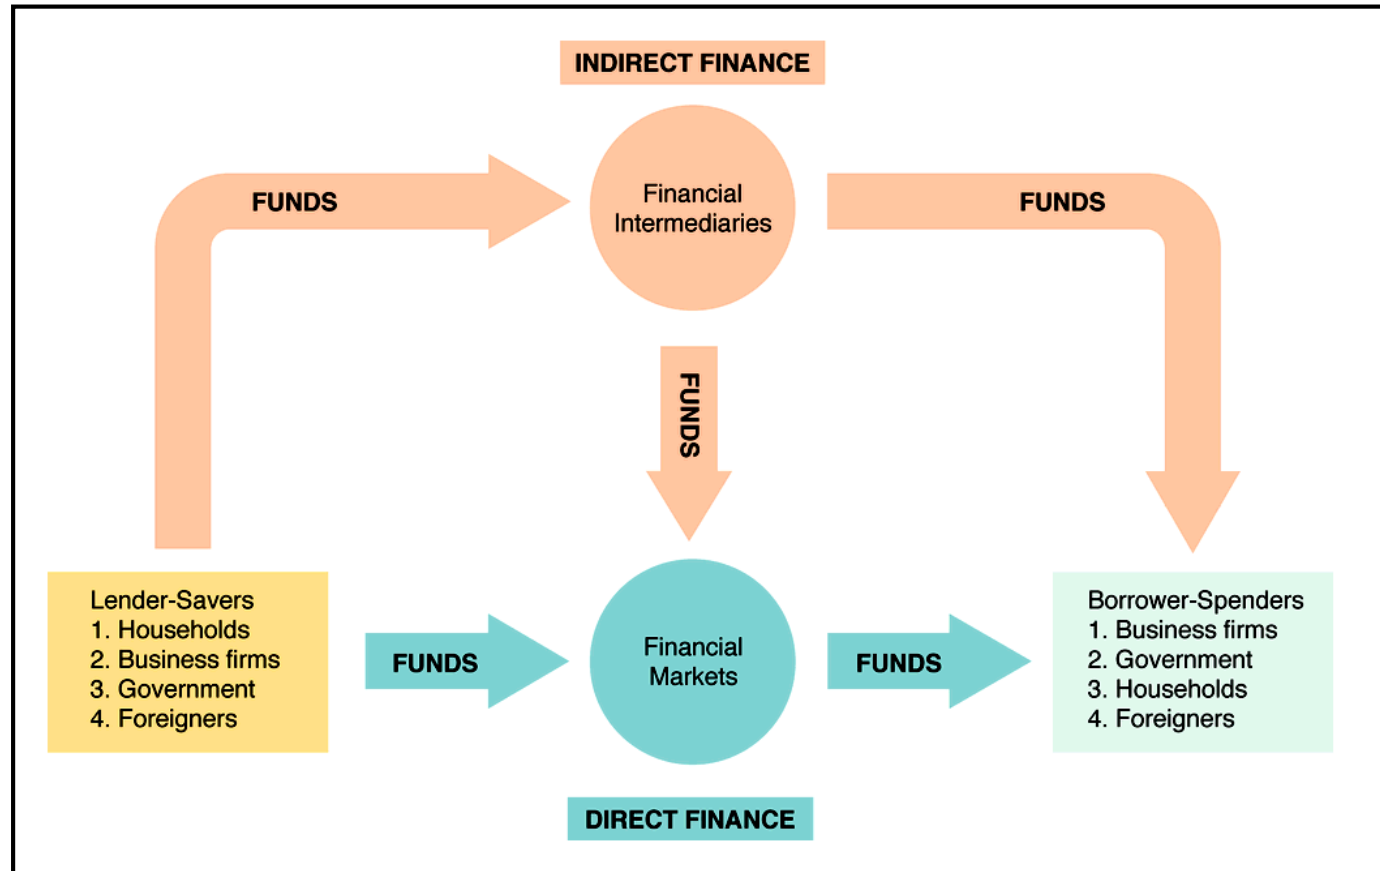 INDIRECT FINANCE
Financial
Intermediaries
FUNDS
FUNDS
FUNDS
Lender-Savers
1. Households
2. Business firms
3. Government
4. Foreigners
FUNDS
Financial
Markets
FUNDS
Borrower-Spenders
1. Business firms
2. Government
3. Households
4. Foreigners
DIRECT FINANCE